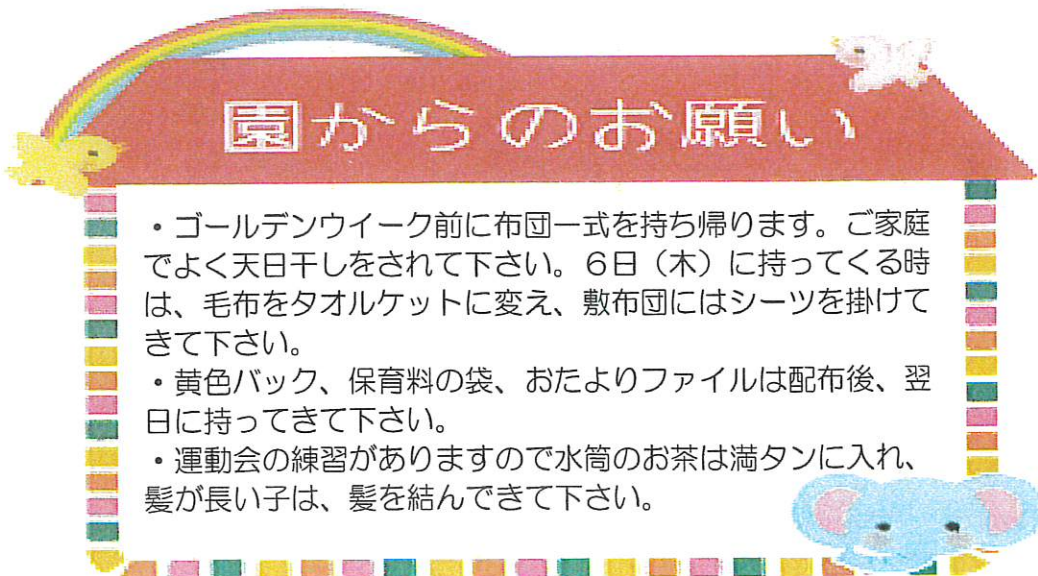 園からのお願い
・ゴールデンウイーク前に布団一式を持ち帰ります。ご家庭
でよく天日干しをされて下さい。6日（木）に持ってくる時
は、毛布をタオルケットに変え、敷布団にはシーツを掛けて
きて下さい。
・黄色バック、保育料の袋、おたよりファイルは配布後、翌
日に持ってきて下さい。
・運動会の練習がありますので水筒のお茶は満タンに入れ、
髪が長い子は、髪を結んできて下さい。